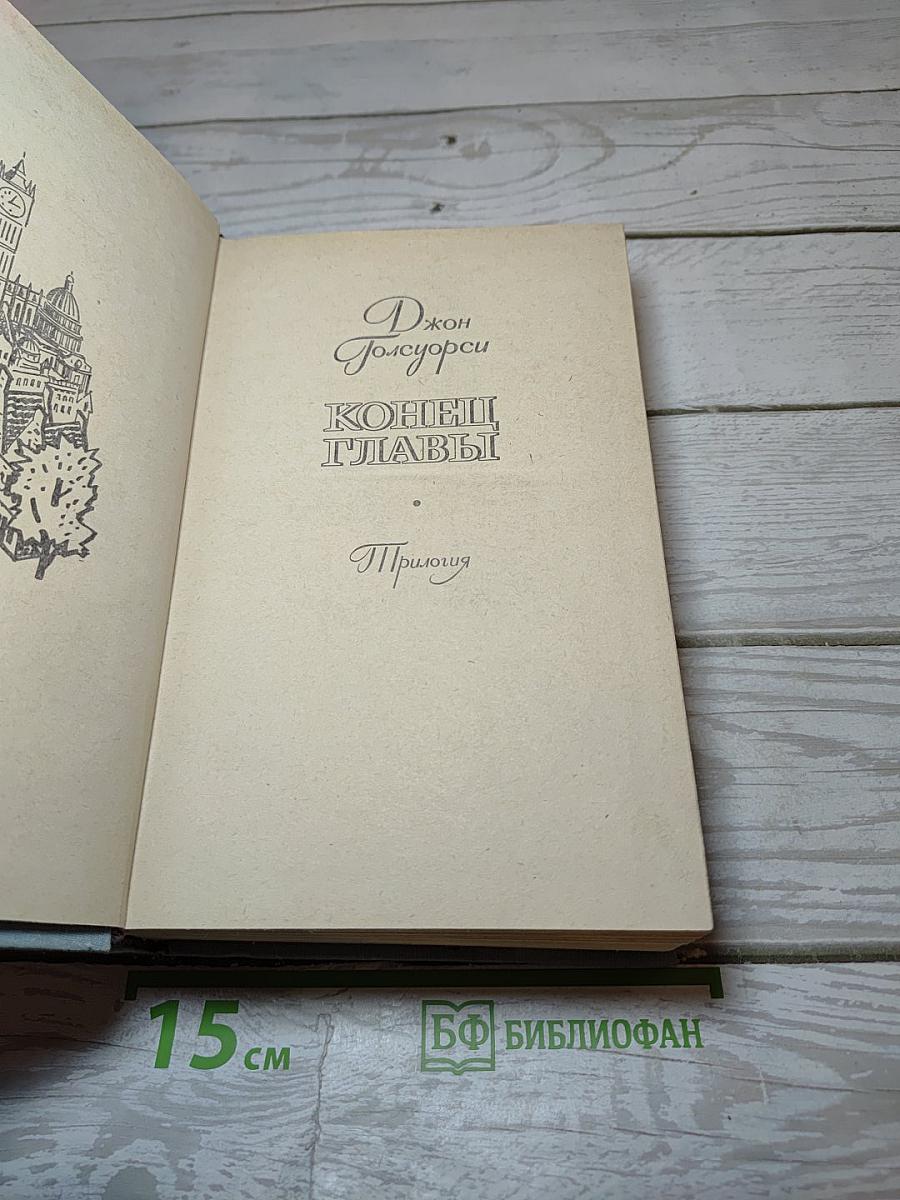 Джон
Голсуорси
КОНЕЦ
ГЛАВЫ
Трилогия
15 см
БФ БИБЛИОФАН